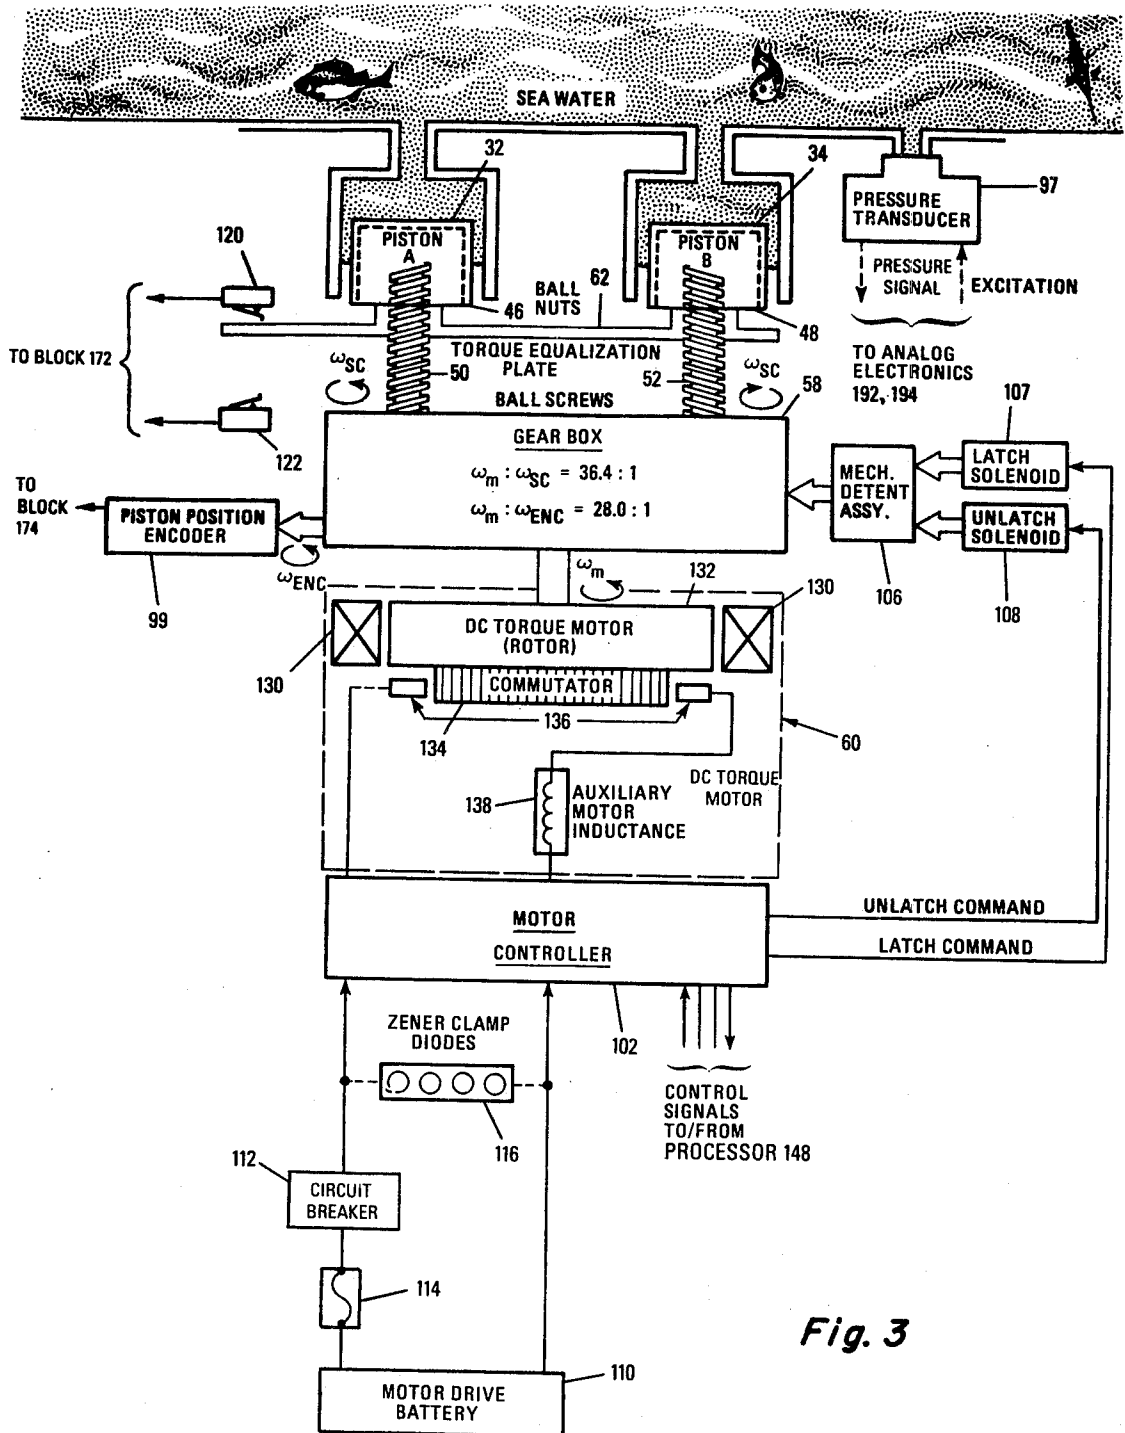 SEA WATER
32
34
97
PRESSURE
TRANSDUCER
PISTON
A
PISTON
B
120
BALL
NUTS
62
46
48
PRESSURE
SIGNAL
EXCITATION
TO BLOCK 172
TORQUE EQUALIZATION
PLATE
ωSC
50
52
ωSC
BALL SCREWS
58
TO ANALOG
ELECTRONICS
192, 194
122
GEAR BOX
ωm : ωSC = 36.4 : 1
ωm : ωENC = 28.0 : 1
107
LATCH
SOLENOID
MECH.
DETENT
ASSY.
UNLATCH
SOLENOID
106
108
TO
BLOCK
174
PISTON POSITION
ENCODER
99
ωENC
ωm
132
130
130
DC TORQUE MOTOR
(ROTOR)
COMMUTATOR
134
136
60
138
AUXILIARY
MOTOR
INDUCTANCE
DC TORQUE
MOTOR
MOTOR
CONTROLLER
UNLATCH COMMAND
LATCH COMMAND
102
ZENER CLAMP
DIODES
116
CONTROL
SIGNALS
TO/FROM
PROCESSOR 148
112
CIRCUIT
BREAKER
114
110
MOTOR DRIVE
BATTERY
Fig. 3